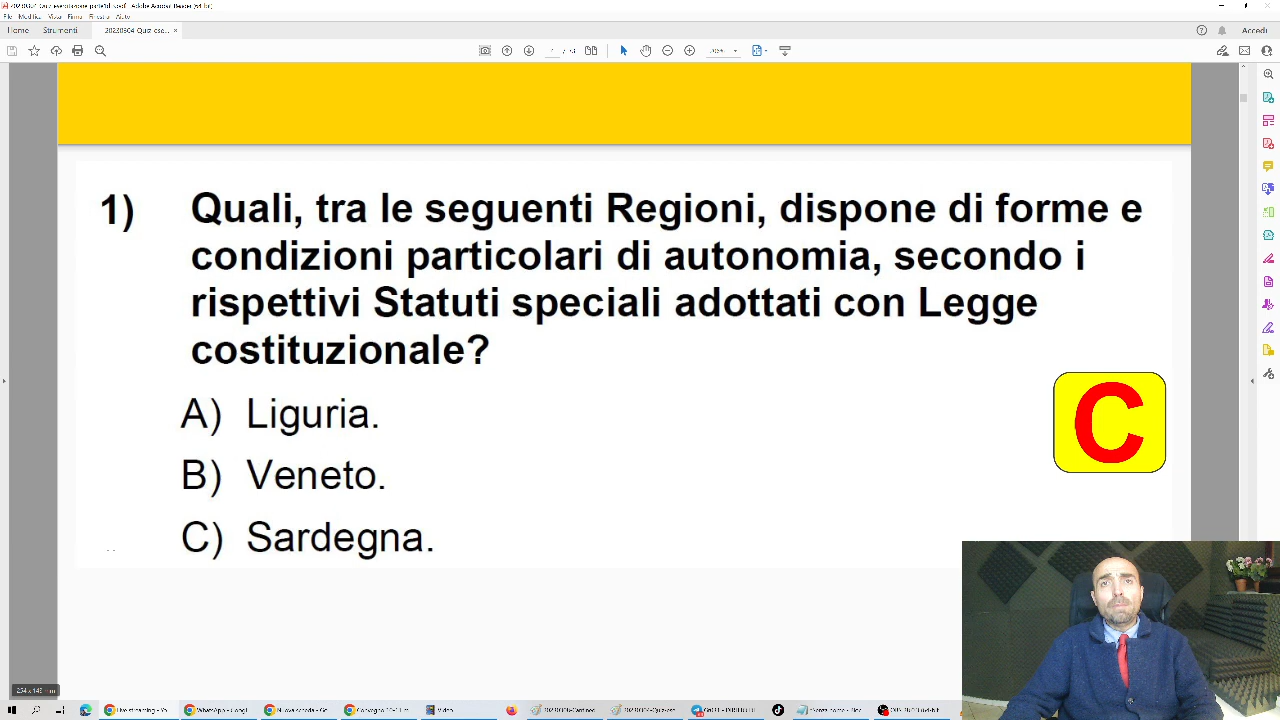 Home
Strumenti
Accedi
1) Quali, tra le seguenti Regioni, dispone di forme e
condizioni particolari di autonomia, secondo i
rispettivi Statuti speciali adottati con Legge
costituzionale?
A) Liguria.
B) Veneto.
C) Sardegna.
C